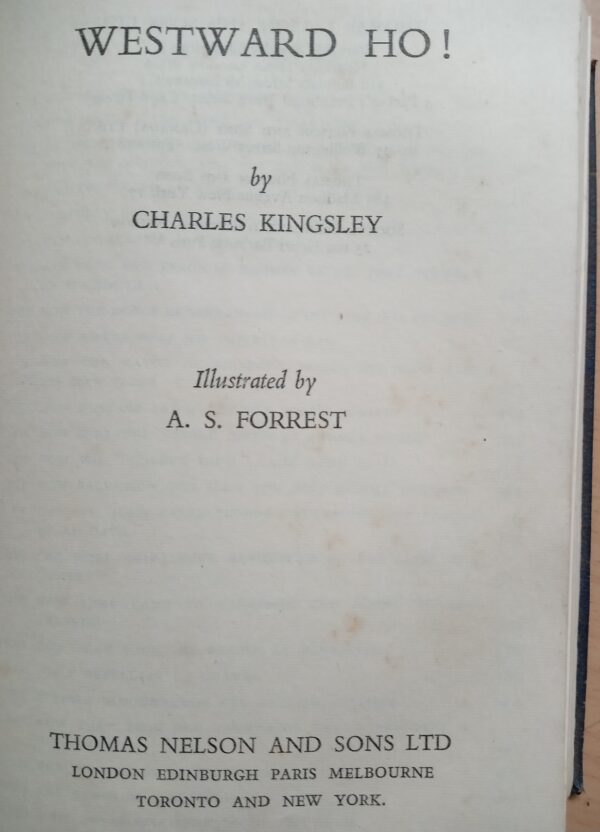 WESTWARD HO!
by
CHARLES KINGSLEY
Illustrated by
A. S. FORREST
THOMAS NELSON AND SONS LTD
LONDON EDINBURGH PARIS MELBOURNE
TORONTO AND NEW YORK.